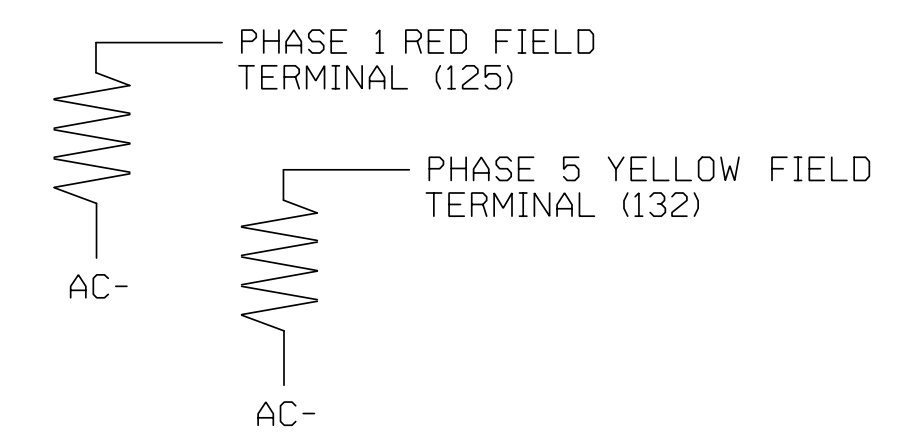 PHASE 1 RED FIELD
TERMINAL (125)
AC-
PHASE 5 YELLOW FIELD
TERMINAL (132)
AC-